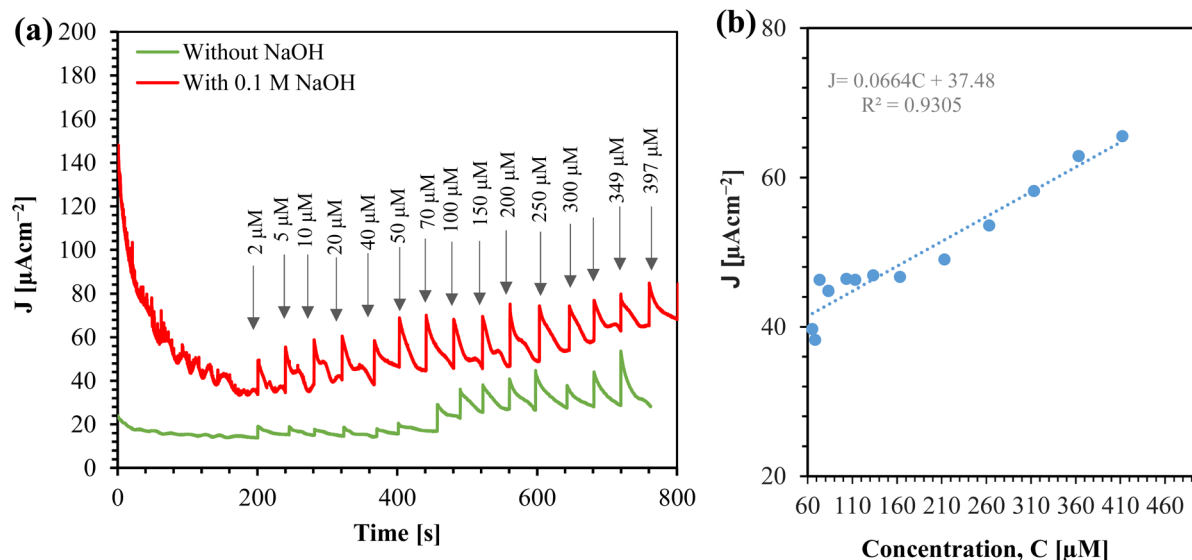 (a)
200
180
160
140
120
100
80
60
40
20
0
J [µAcm⁻²]
Without NaOH
With 0.1 M NaOH
2 µM
5 µM
10 µM
20 µM
40 µM
50 µM
70 µM
100 µM
150 µM
200 µM
250 µM
300 µM
349 µM
397 µM
0 200 400 600 800
Time [s]
(b)
80
60
40
20
J [µAcm⁻²]
J= 0.0664C + 37.48
R² = 0.9305
60 110 160 210 260 310 360 410 460
Concentration, C [µM]